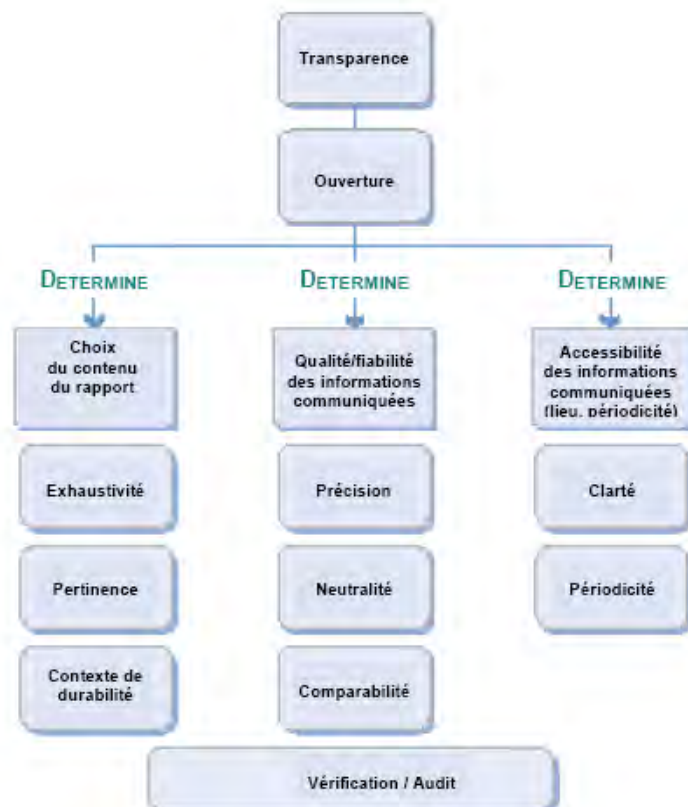 Transparence
Ouverture
DETERMINE
DETERMINE
DETERMINE
Choix
du contenu
du rapport
Qualité/fiabilité
des informations
communiquées
Accessibilité
des informations
communiquées
(lieu, périodicité)
Exhaustivité
Précision
Clarté
Pertinence
Neutralité
Périodicité
Contexte de
durabilité
Comparabilité
Vérification / Audit